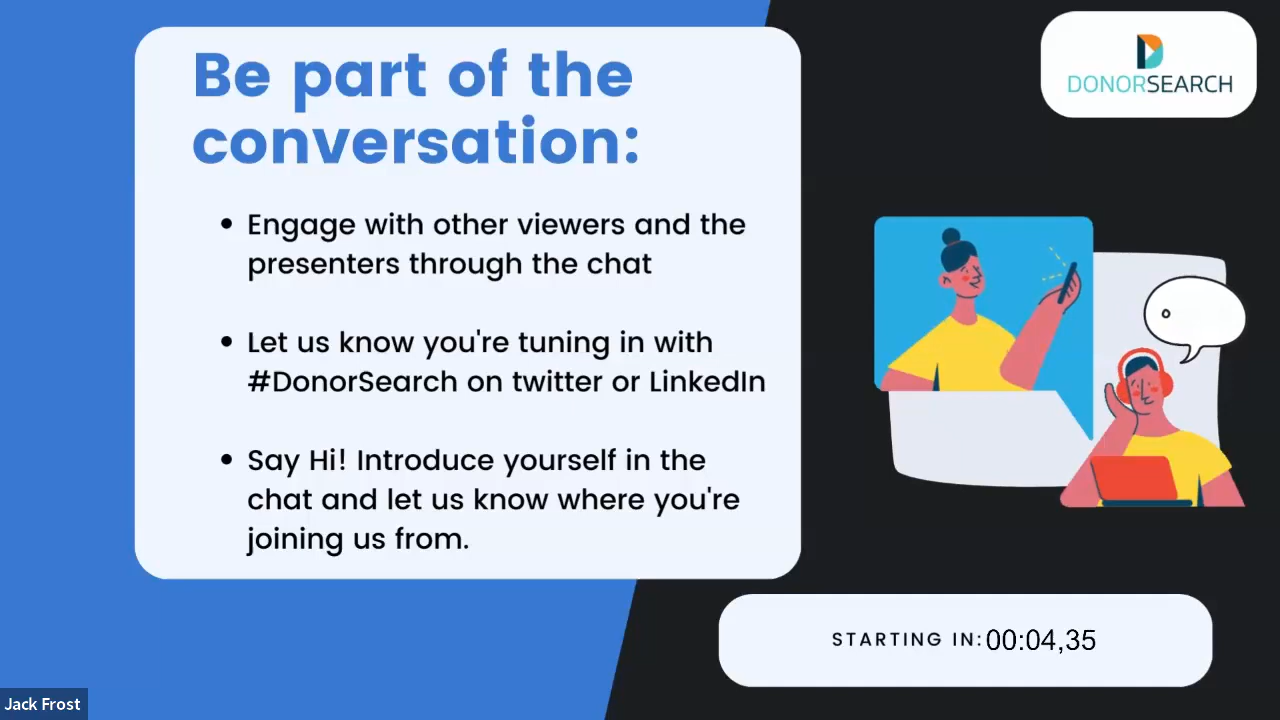 Be part of the
conversation:
• Engage with other viewers and the
presenters through the chat
• Let us know you're tuning in with
#DonorSearch on twitter or LinkedIn
• Say Hi! Introduce yourself in the
chat and let us know where you're
joining us from.
DONORSEARCH
STARTING IN: 00:04,35
Jack Frost